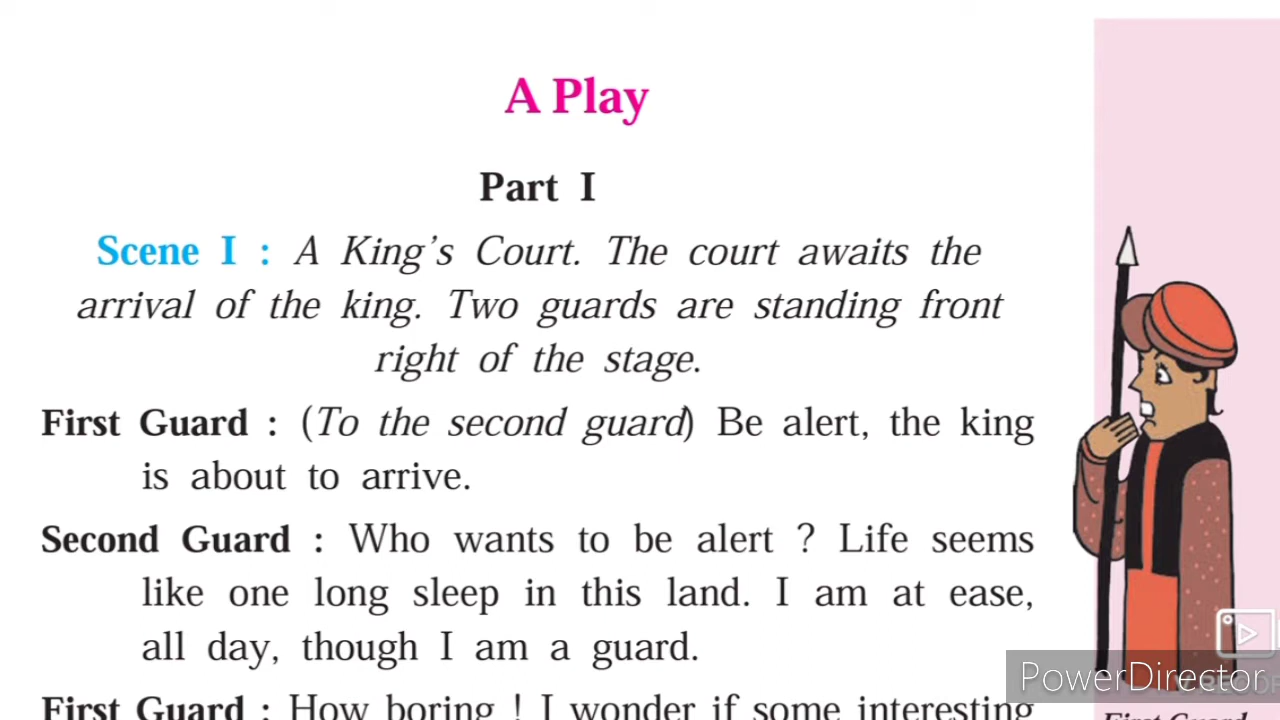 A Play
Part I
Scene I : A King's Court. The court awaits the
arrival of the king. Two guards are standing front
right of the stage.
First Guard : (To the second guard) Be alert, the king
is about to arrive.
Second Guard : Who wants to be alert ? Life seems
like one long sleep in this land. I am at ease,
all day, though I am a guard.
First Guard : How boring ! I wonder if some interesting
PowerDirector
First Guard